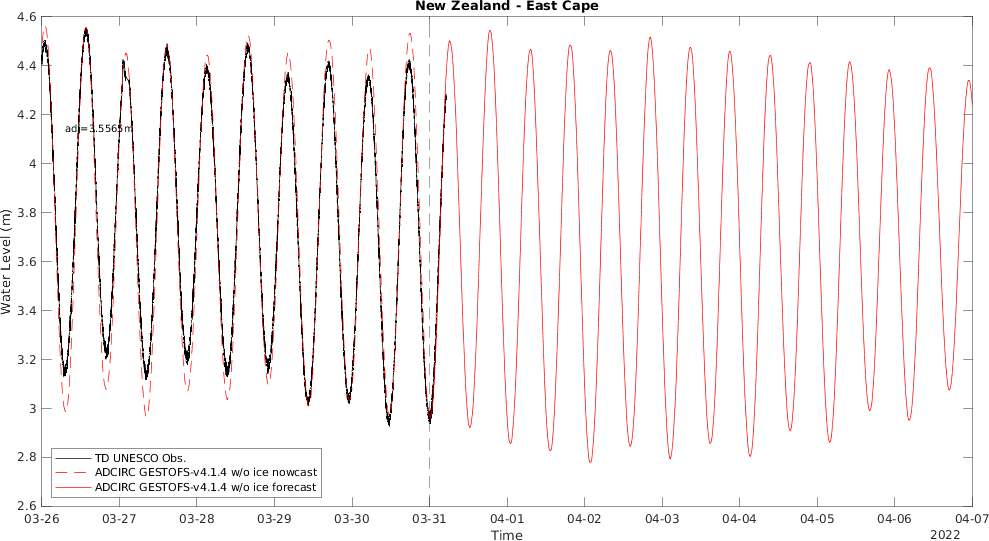 New Zealand - East Cape
4.6
4.4
4.2
4
3.8
3.6
3.4
3.2
3
2.8
2.6
Water Level (m)
adj=3.5565m
TD UNESCO Obs.
ADCIRC GESTOFS-v4.1.4 w/o ice nowcast
ADCIRC GESTOFS-v4.1.4 w/o ice forecast
03-26 03-27 03-28 03-29 03-30 03-31 04-01 04-02 04-03 04-04 04-05 04-06 04-07
Time
2022